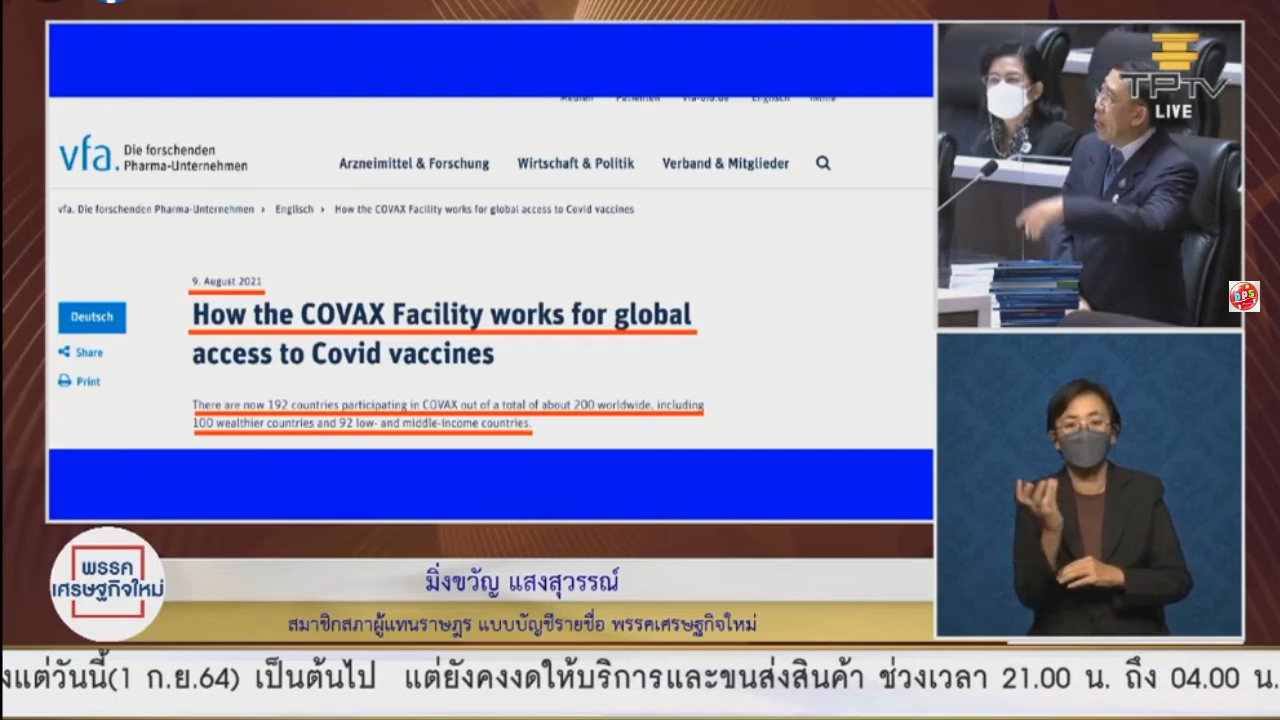 Medien Patienten vfa-bio.de Englisch Home
vfa. Die forschenden
Pharma-Unternehmen
Arzneimittel & Forschung Wirtschaft & Politik Verband & Mitglieder
vfa. Die forschenden Pharma-Unternehmen › Englisch › How the COVAX Facility works for global access to Covid vaccines
9. August 2021
How the COVAX Facility works for global
access to Covid vaccines
Deutsch
Share
Print
There are now 192 countries participating in COVAX out of a total of about 200 worldwide, including
100 wealthier countries and 92 low- and middle-income countries.
TPTV
LIVE
DDS
พรรค
เศรษฐกิจใหม่
มิ่งขวัญ แสงสุวรรณ์
สมาชิกสภาผู้แทนราษฎร แบบบัญชีรายชื่อ พรรคเศรษฐกิจใหม่
งแต่วันนี้(1 ก.ย.64) เป็นต้นไป แต่ยังคงงดให้บริการและขนส่งสินค้า ช่วงเวลา 21.00 น. ถึง 04.00 น.